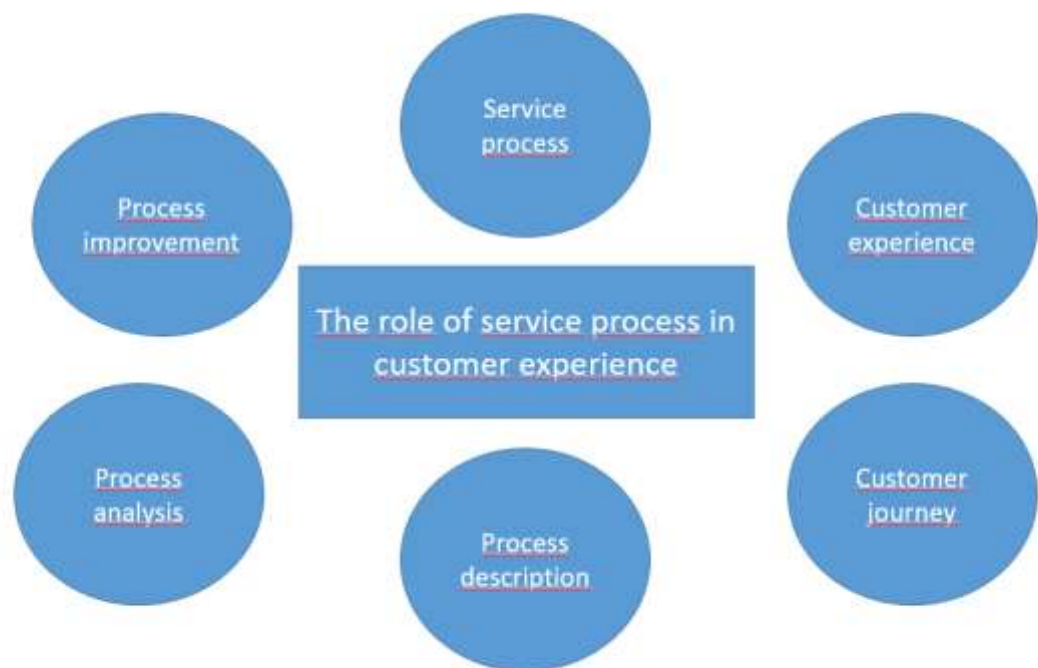 Service
process
Process
improvement
Customer
experience
The role of service process in
customer experience
Process
analysis
Customer
journey
Process
description